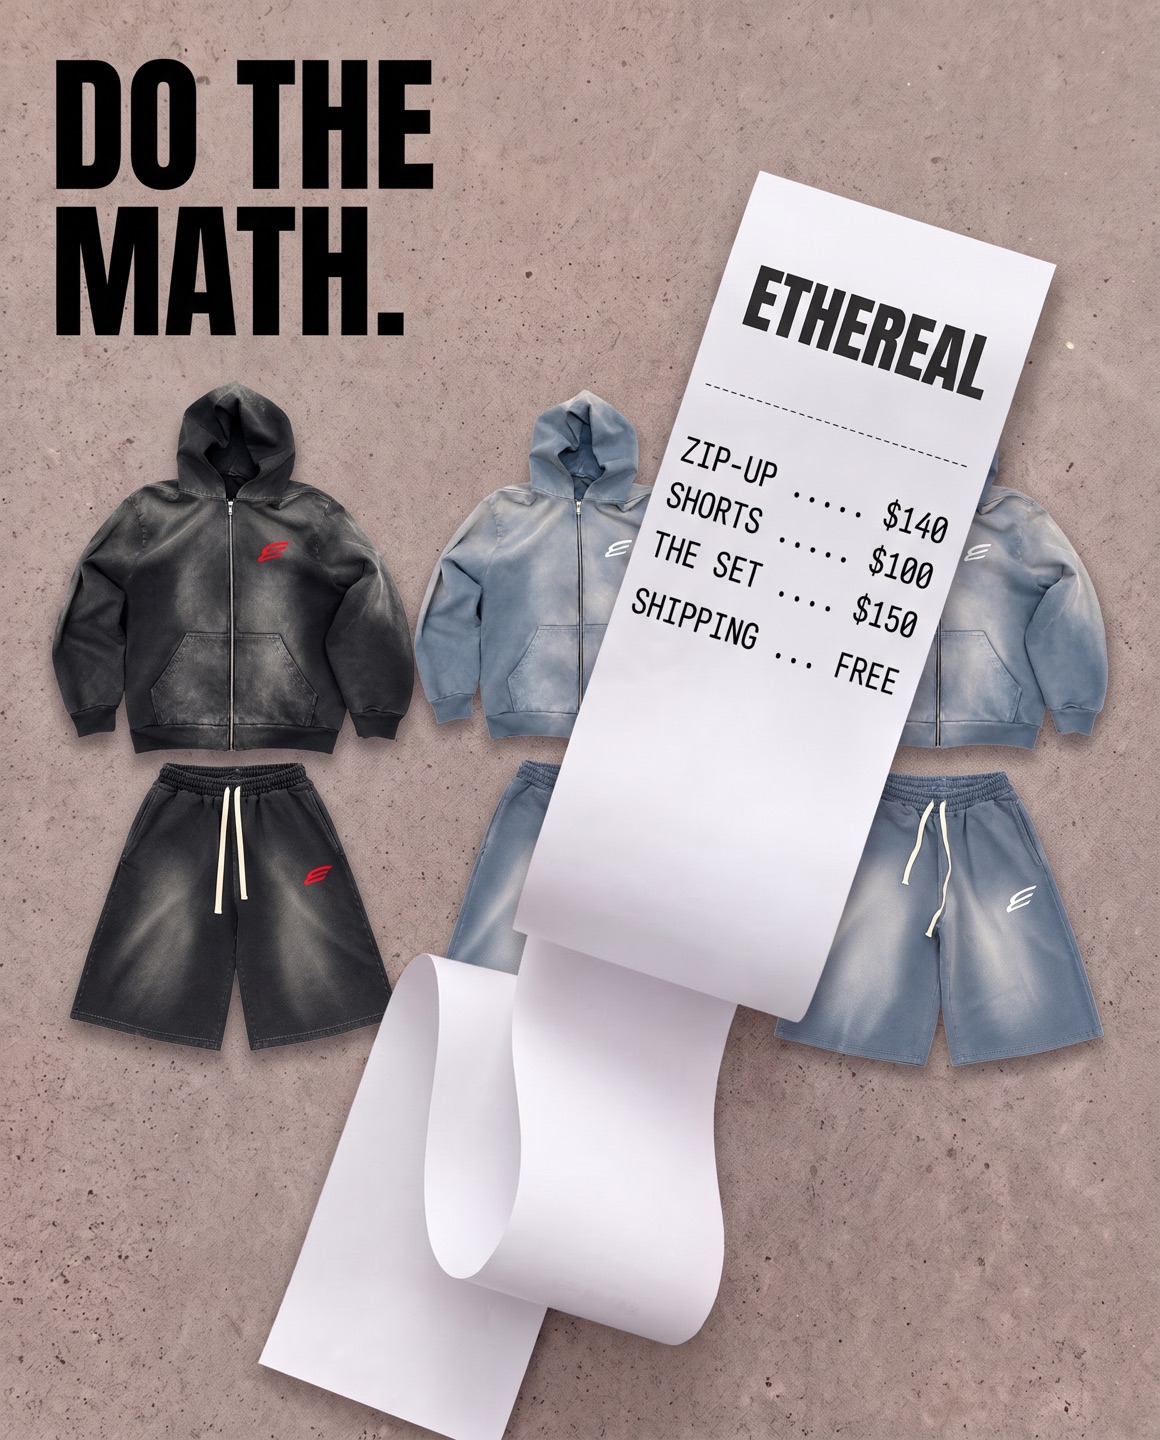 DO THE
MATH.
ETHEREAL
ZIP-UP ..... $140
SHORTS ..... $100
THE SET .... $150
SHIPPING ... FREE